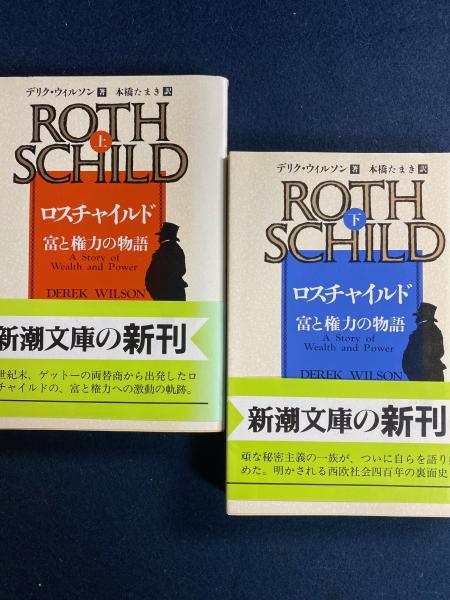 デリク・ウィルソン 著 本橋たまき 訳
ROTH
上
SCHILD
ロスチャイルド
富と権力の物語
A Story of
Wealth and Power
DEREK WILSON
新潮文庫の新刊
世紀末、ゲットーの両替商から出発したロ
チャイルドの、富と権力への激動の軌跡。
デリク・ウィルソン 著 本橋たまき 訳
ROTH
下
SCHILD
ロスチャイルド
富と権力の物語
A Story of
Wealth and Power
DEREK WILSON
新潮文庫の新刊
頑な秘密主義の一族が、ついに自らを語り
めた。明かされる西欧社会四百年の裏面史